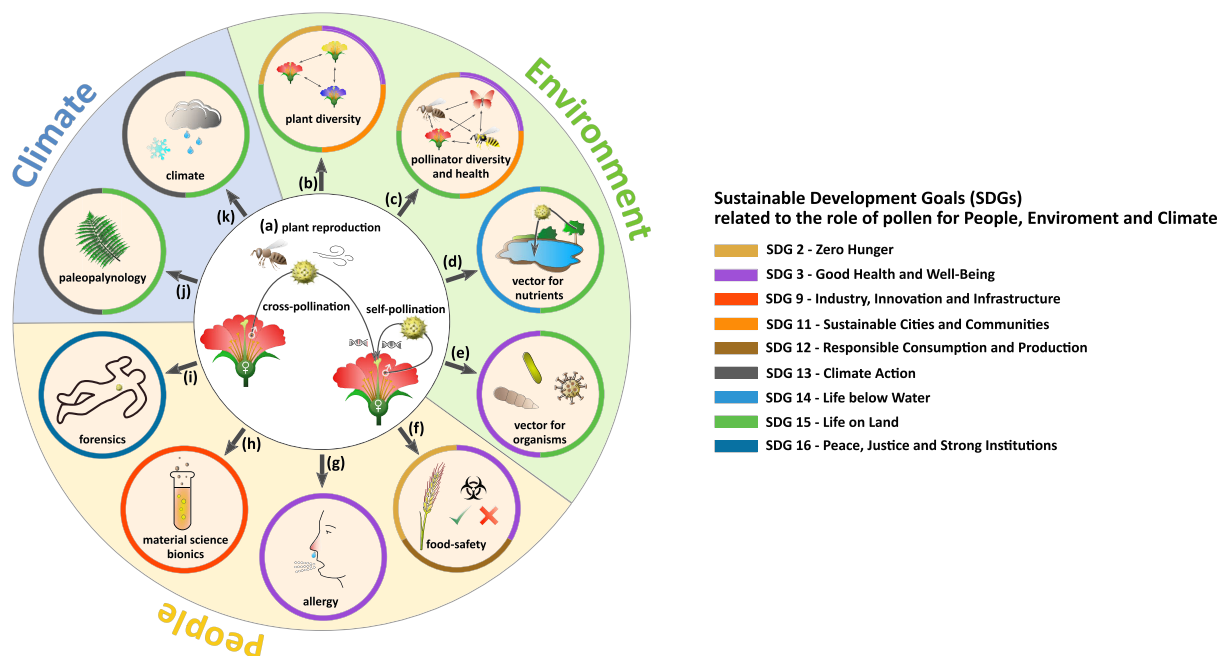 Climate
Environment
people
(a) plant reproduction
cross-pollination
self-pollination
(b)
plant diversity
(c)
pollinator diversity
and health
(d)
vector for
nutrients
(e)
vector for
organisms
(f)
food-safety
(g)
allergy
(h)
material science
bionics
(i)
forensics
(j)
paleopalynology
(k)
climate
Sustainable Development Goals (SDGs)
related to the role of pollen for People, Enviroment and Climate
SDG 2 - Zero Hunger
SDG 3 - Good Health and Well-Being
SDG 9 - Industry, Innovation and Infrastructure
SDG 11 - Sustainable Cities and Communities
SDG 12 - Responsible Consumption and Production
SDG 13 - Climate Action
SDG 14 - Life below Water
SDG 15 - Life on Land
SDG 16 - Peace, Justice and Strong Institutions